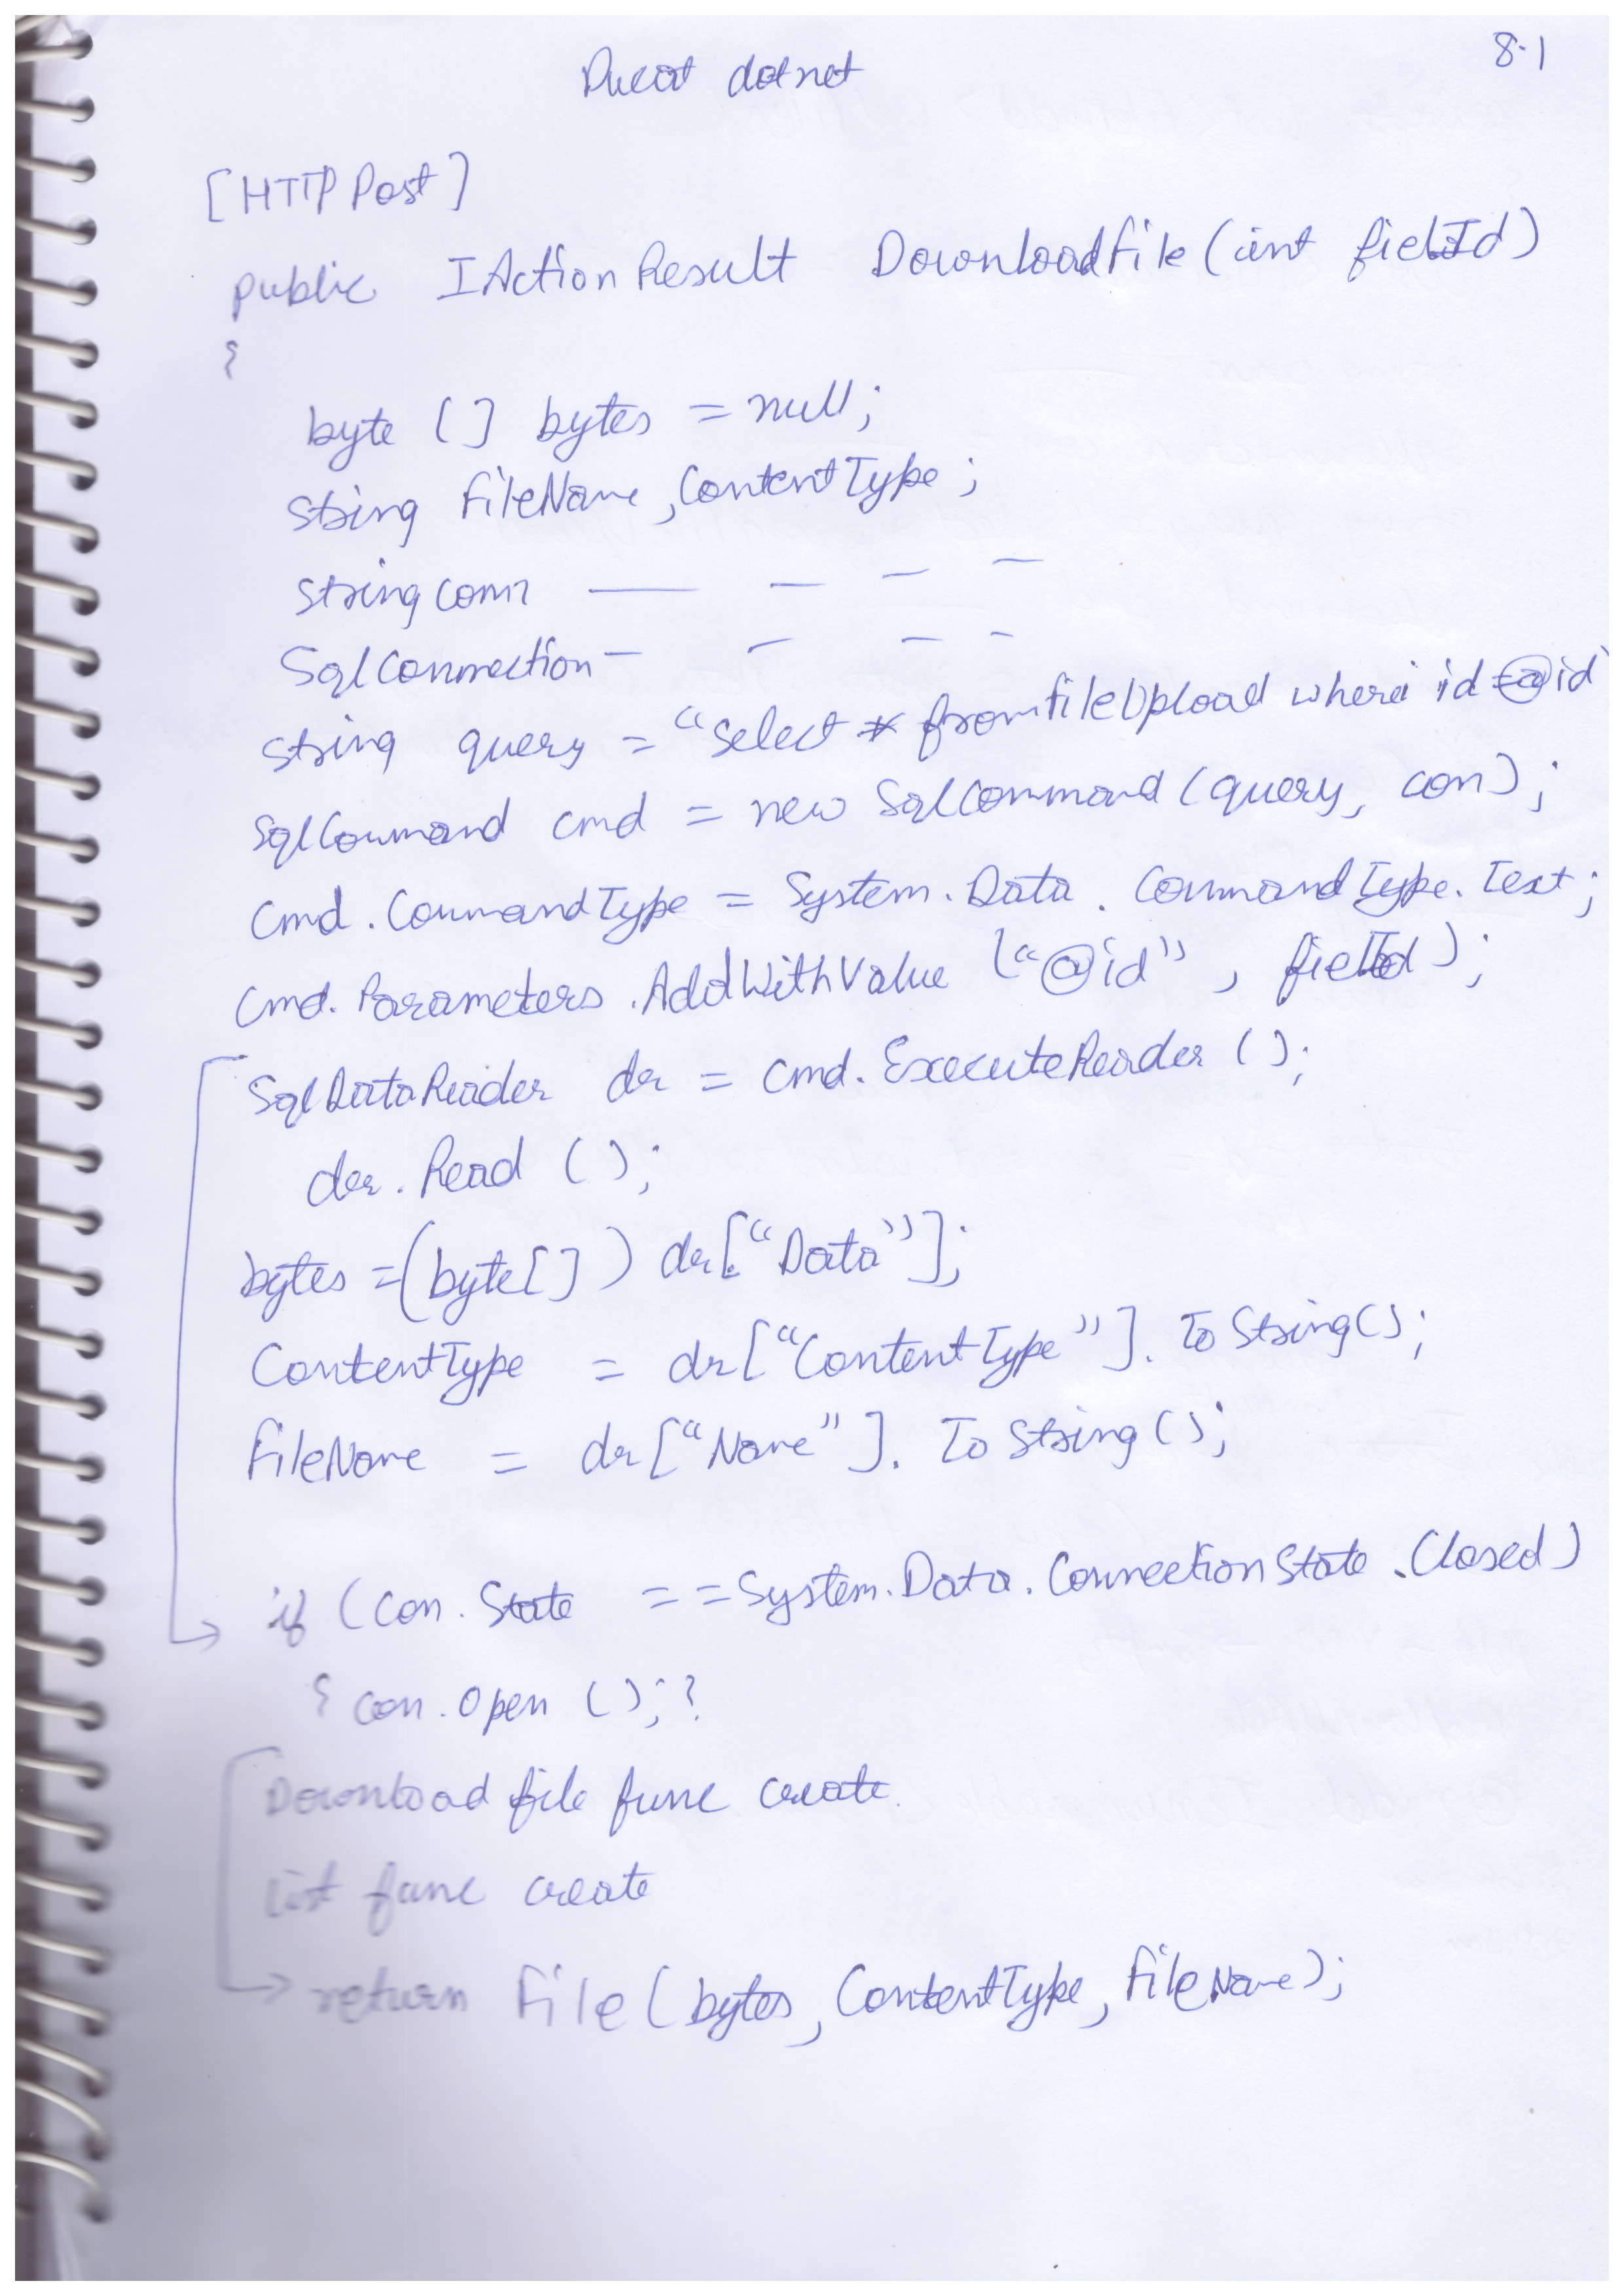 8.1
Ducat dotnet
[HTTP Post]
public IActionResult DownloadFile (int fieldId)
{
byte [] bytes = null;
string FileName, ContentType;
string conn — — — —
SqlConnection — — — —
string query = "Select * from fileUpload where id = @id"
SqlCommand cmd = new SqlCommand (query, con);
Cmd.CommandType = System.Data.CommandType.Text;
Cmd.Parameters.AddWithValue ("@id", fieldId);
SqlDataReader dr = cmd.ExecuteReader ();
dr.Read ();
bytes = (byte[]) dr["Data"];
ContentType = dr["ContentType"]. ToString();
FileName = dr["Name"]. ToString();
if (con.State == System.Data.ConnectionState.Closed)
{ con.open (); }
Download file func create.
List func create
return File (bytes, ContentType, FileName);